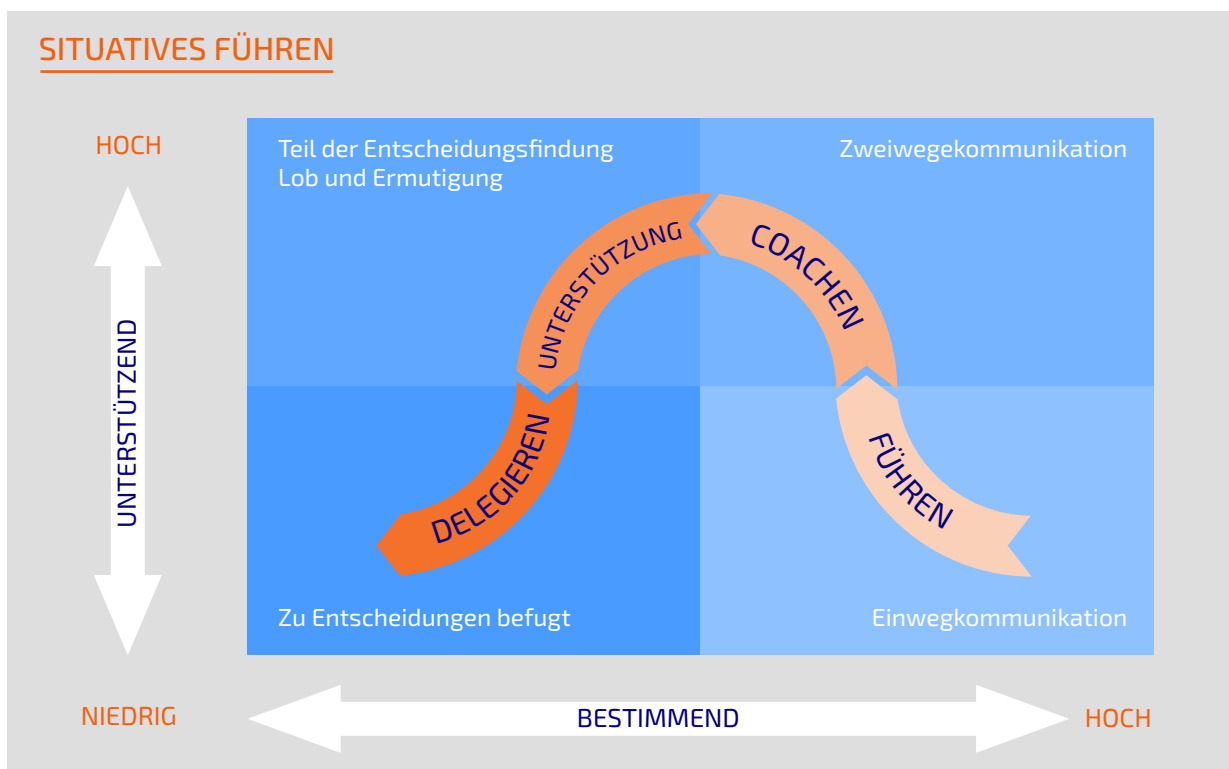 SITUATIVES FÜHREN
HOCH
Teil der Entscheidungsfindung
Lob und Ermutigung
Zweiwegekommunikation
UNTERSTÜTZUNG
COACHEN
UNTERSTÜTZEND
DELEGIEREN
FÜHREN
Zu Entscheidungen befugt
Einwegkommunikation
NIEDRIG
BESTIMMEND
HOCH